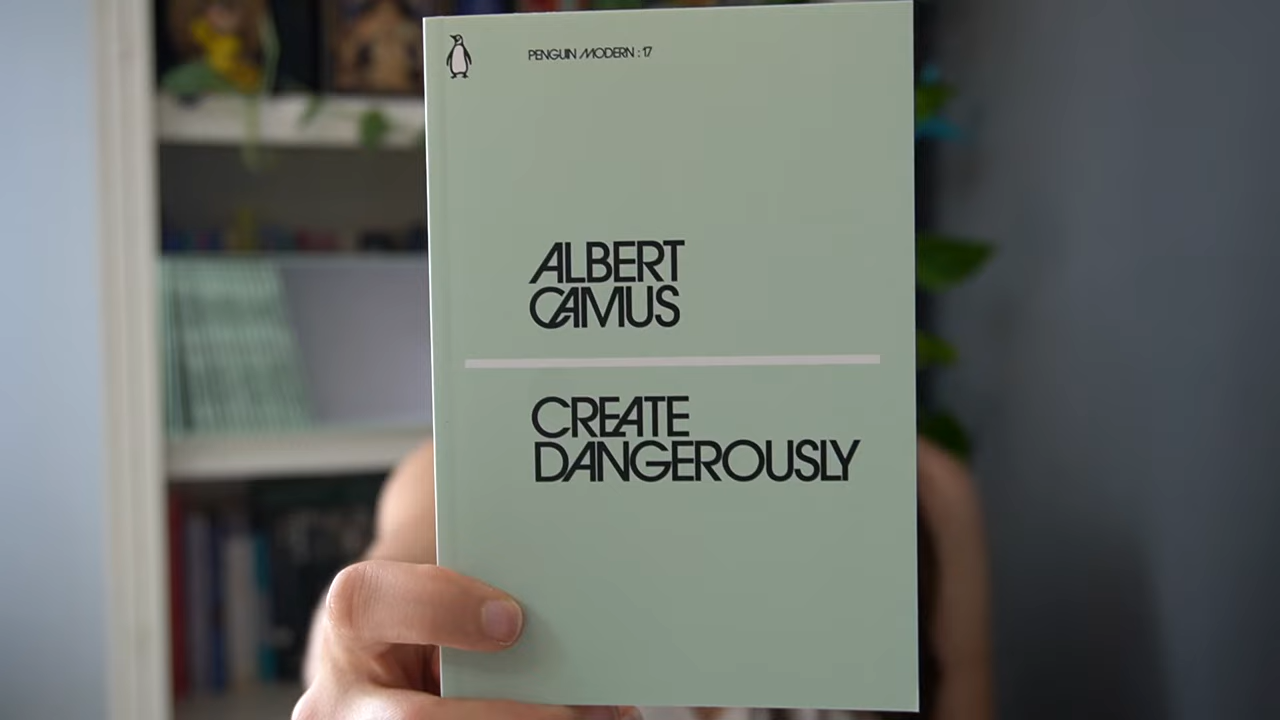 PENGUIN MODERN : 17
ALBERT
CAMUS
CREATE
DANGEROUSLY